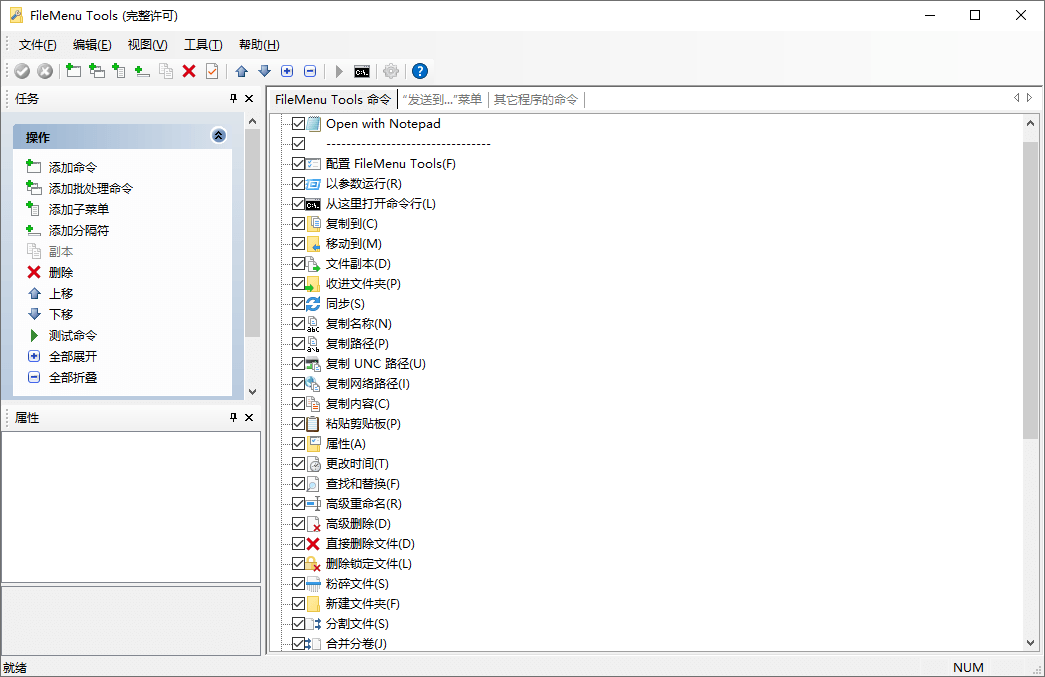 FileMenu Tools (完整许可)
文件(F) 编辑(E) 视图(V) 工具(T) 帮助(H)
任务
操作
添加命令
添加批处理命令
添加子菜单
添加分隔符
副本
删除
上移
下移
测试命令
全部展开
全部折叠
属性
FileMenu Tools 命令 "发送到..."菜单 其它程序的命令
Open with Notepad
---------------------------------
配置 FileMenu Tools(F)
以参数运行(R)
从这里打开命令行(L)
复制到(C)
移动到(M)
文件副本(D)
收进文件夹(P)
同步(S)
复制名称(N)
复制路径(P)
复制 UNC 路径(U)
复制网络路径(I)
复制内容(C)
粘贴剪贴板(P)
属性(A)
更改时间(T)
查找和替换(F)
高级重命名(R)
高级删除(D)
直接删除文件(D)
删除锁定文件(L)
粉碎文件(S)
新建文件夹(F)
分割文件(S)
合并分卷(J)
就绪 NUM